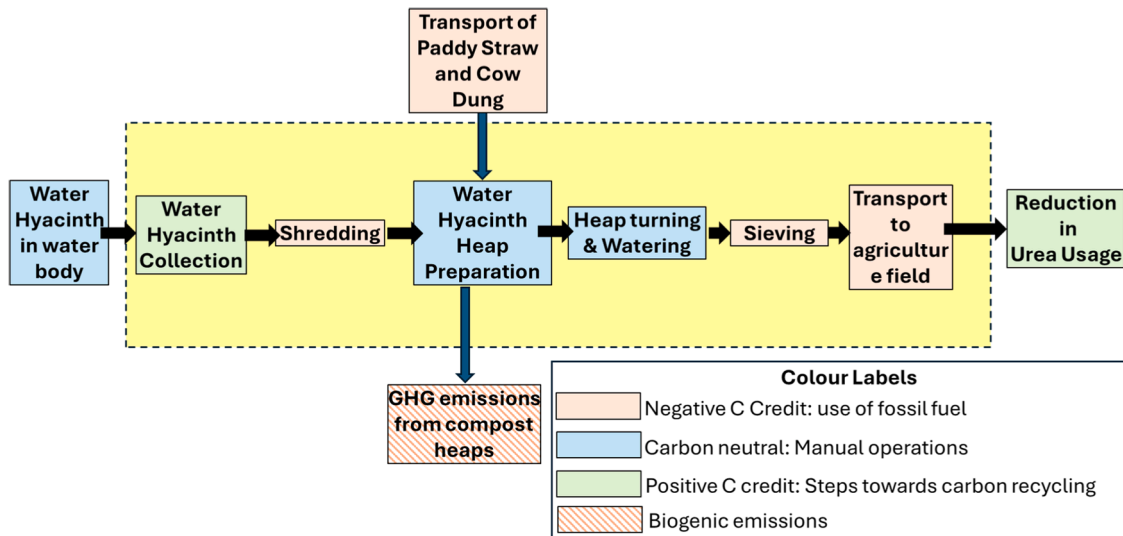 Transport of
Paddy Straw
and Cow
Dung
Water
Hyacinth
in water
body
Water
Hyacinth
Collection
Shredding
Water
Hyacinth
Heap
Preparation
Heap turning
& Watering
Sieving
Transport
to
agricultur
e field
Reduction
in
Urea Usage
GHG emissions
from compost
heaps
Colour Labels
Negative C Credit: use of fossil fuel
Carbon neutral: Manual operations
Positive C credit: Steps towards carbon recycling
Biogenic emissions